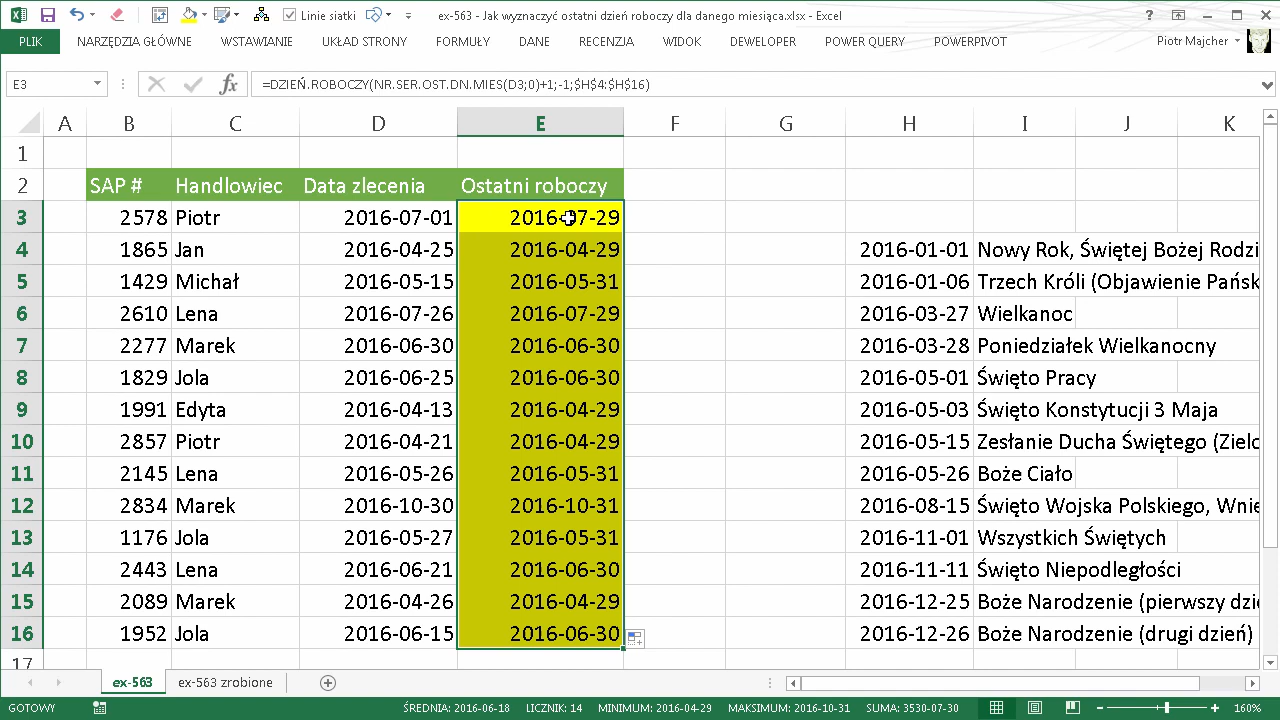 Linie siatki
ex-563 - Jak wyznaczyć ostatni dzień roboczy dla danego miesiąca.xlsx - Excel
PLIK NARZĘDZIA GŁÓWNE WSTAWIANIE UKŁAD STRONY FORMUŁY DANE RECENZJA WIDOK DEWELOPER POWER QUERY POWERPIVOT Piotr Majcher
E3 fx =DZIEŃ.ROBOCZY(NR.SER.OST.DN.MIES(D3;0)+1;-1;$H$4:$H$16)
A B C D E F G H I J K
1
2 SAP # Handlowiec Data zlecenia Ostatni roboczy
3 2578 Piotr 2016-07-01 2016-07-29
4 1865 Jan 2016-04-25 2016-04-29 2016-01-01 Nowy Rok, Świętej Bożej Rodzi
5 1429 Michał 2016-05-15 2016-05-31 2016-01-06 Trzech Króli (Objawienie Pańsk
6 2610 Lena 2016-07-26 2016-07-29 2016-03-27 Wielkanoc
7 2277 Marek 2016-06-30 2016-06-30 2016-03-28 Poniedziałek Wielkanocny
8 1829 Jola 2016-06-25 2016-06-30 2016-05-01 Święto Pracy
9 1991 Edyta 2016-04-13 2016-04-29 2016-05-03 Święto Konstytucji 3 Maja
10 2857 Piotr 2016-04-21 2016-04-29 2016-05-15 Zesłanie Ducha Świętego (Zielo
11 2145 Lena 2016-05-26 2016-05-31 2016-05-26 Boże Ciało
12 2834 Marek 2016-10-30 2016-10-31 2016-08-15 Święto Wojska Polskiego, Wnie
13 1176 Jola 2016-05-27 2016-05-31 2016-11-01 Wszystkich Świętych
14 2443 Lena 2016-06-21 2016-06-30 2016-11-11 Święto Niepodległości
15 2089 Marek 2016-04-26 2016-04-29 2016-12-25 Boże Narodzenie (pierwszy dzie
16 1952 Jola 2016-06-15 2016-06-30 2016-12-26 Boże Narodzenie (drugi dzień)
17
ex-563 ex-563 zrobione
GOTOWY ŚREDNIA: 2016-06-18 LICZNIK: 14 MINIMUM: 2016-04-29 MAKSIMUM: 2016-10-31 SUMA: 3530-07-30 160%